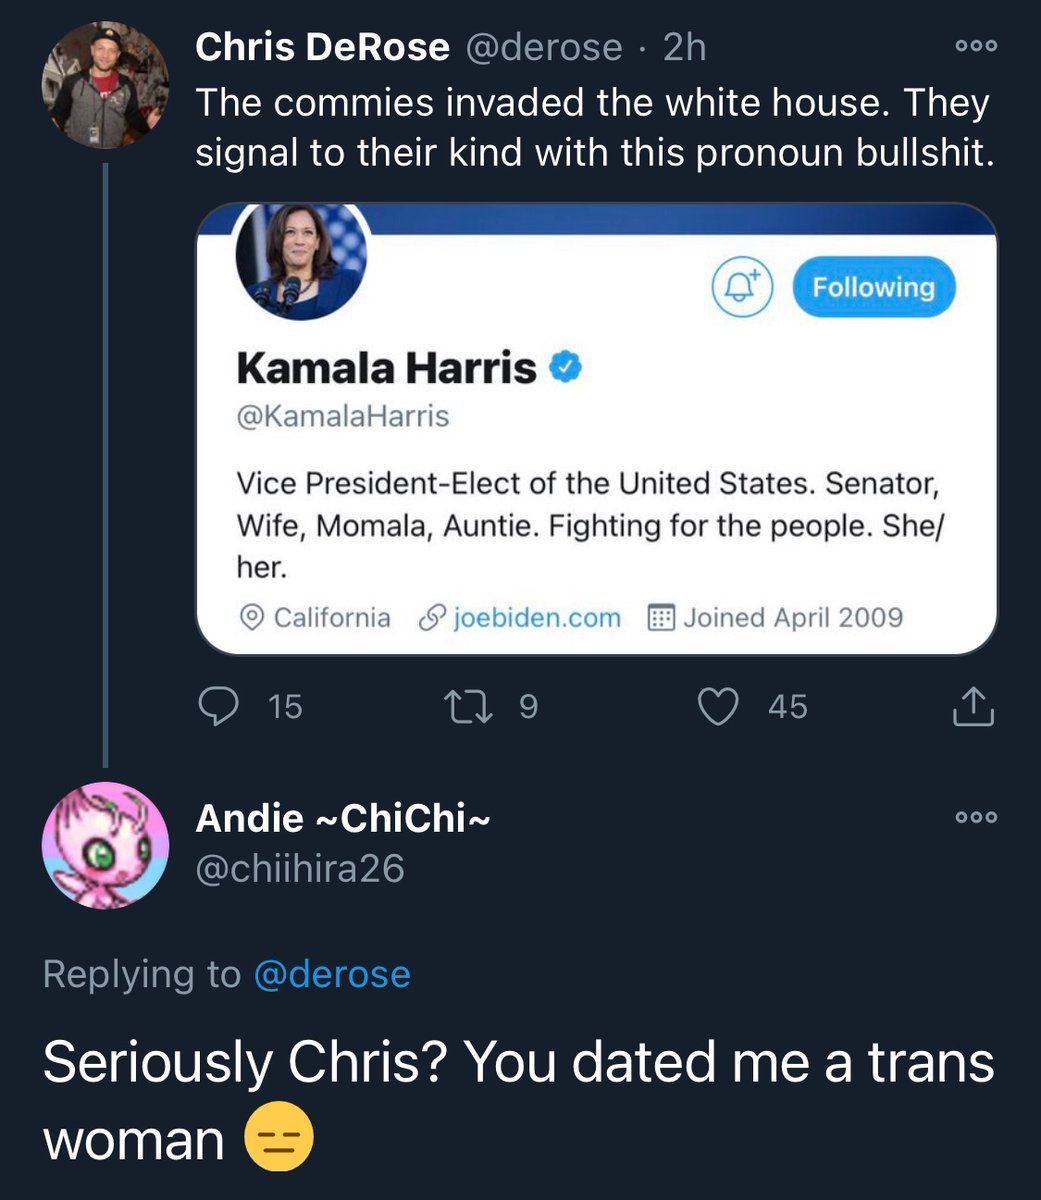 Chris DeRose @derose · 2h
The commies invaded the white house. They
signal to their kind with this pronoun bullshit.
Following
Kamala Harris
@KamalaHarris
Vice President-Elect of the United States. Senator,
Wife, Momala, Auntie. Fighting for the people. She/
her.
California joebiden.com Joined April 2009
15 9 45
Andie ~ChiChi~
@chiihira26
Replying to @derose
Seriously Chris? You dated me a trans
woman 😑